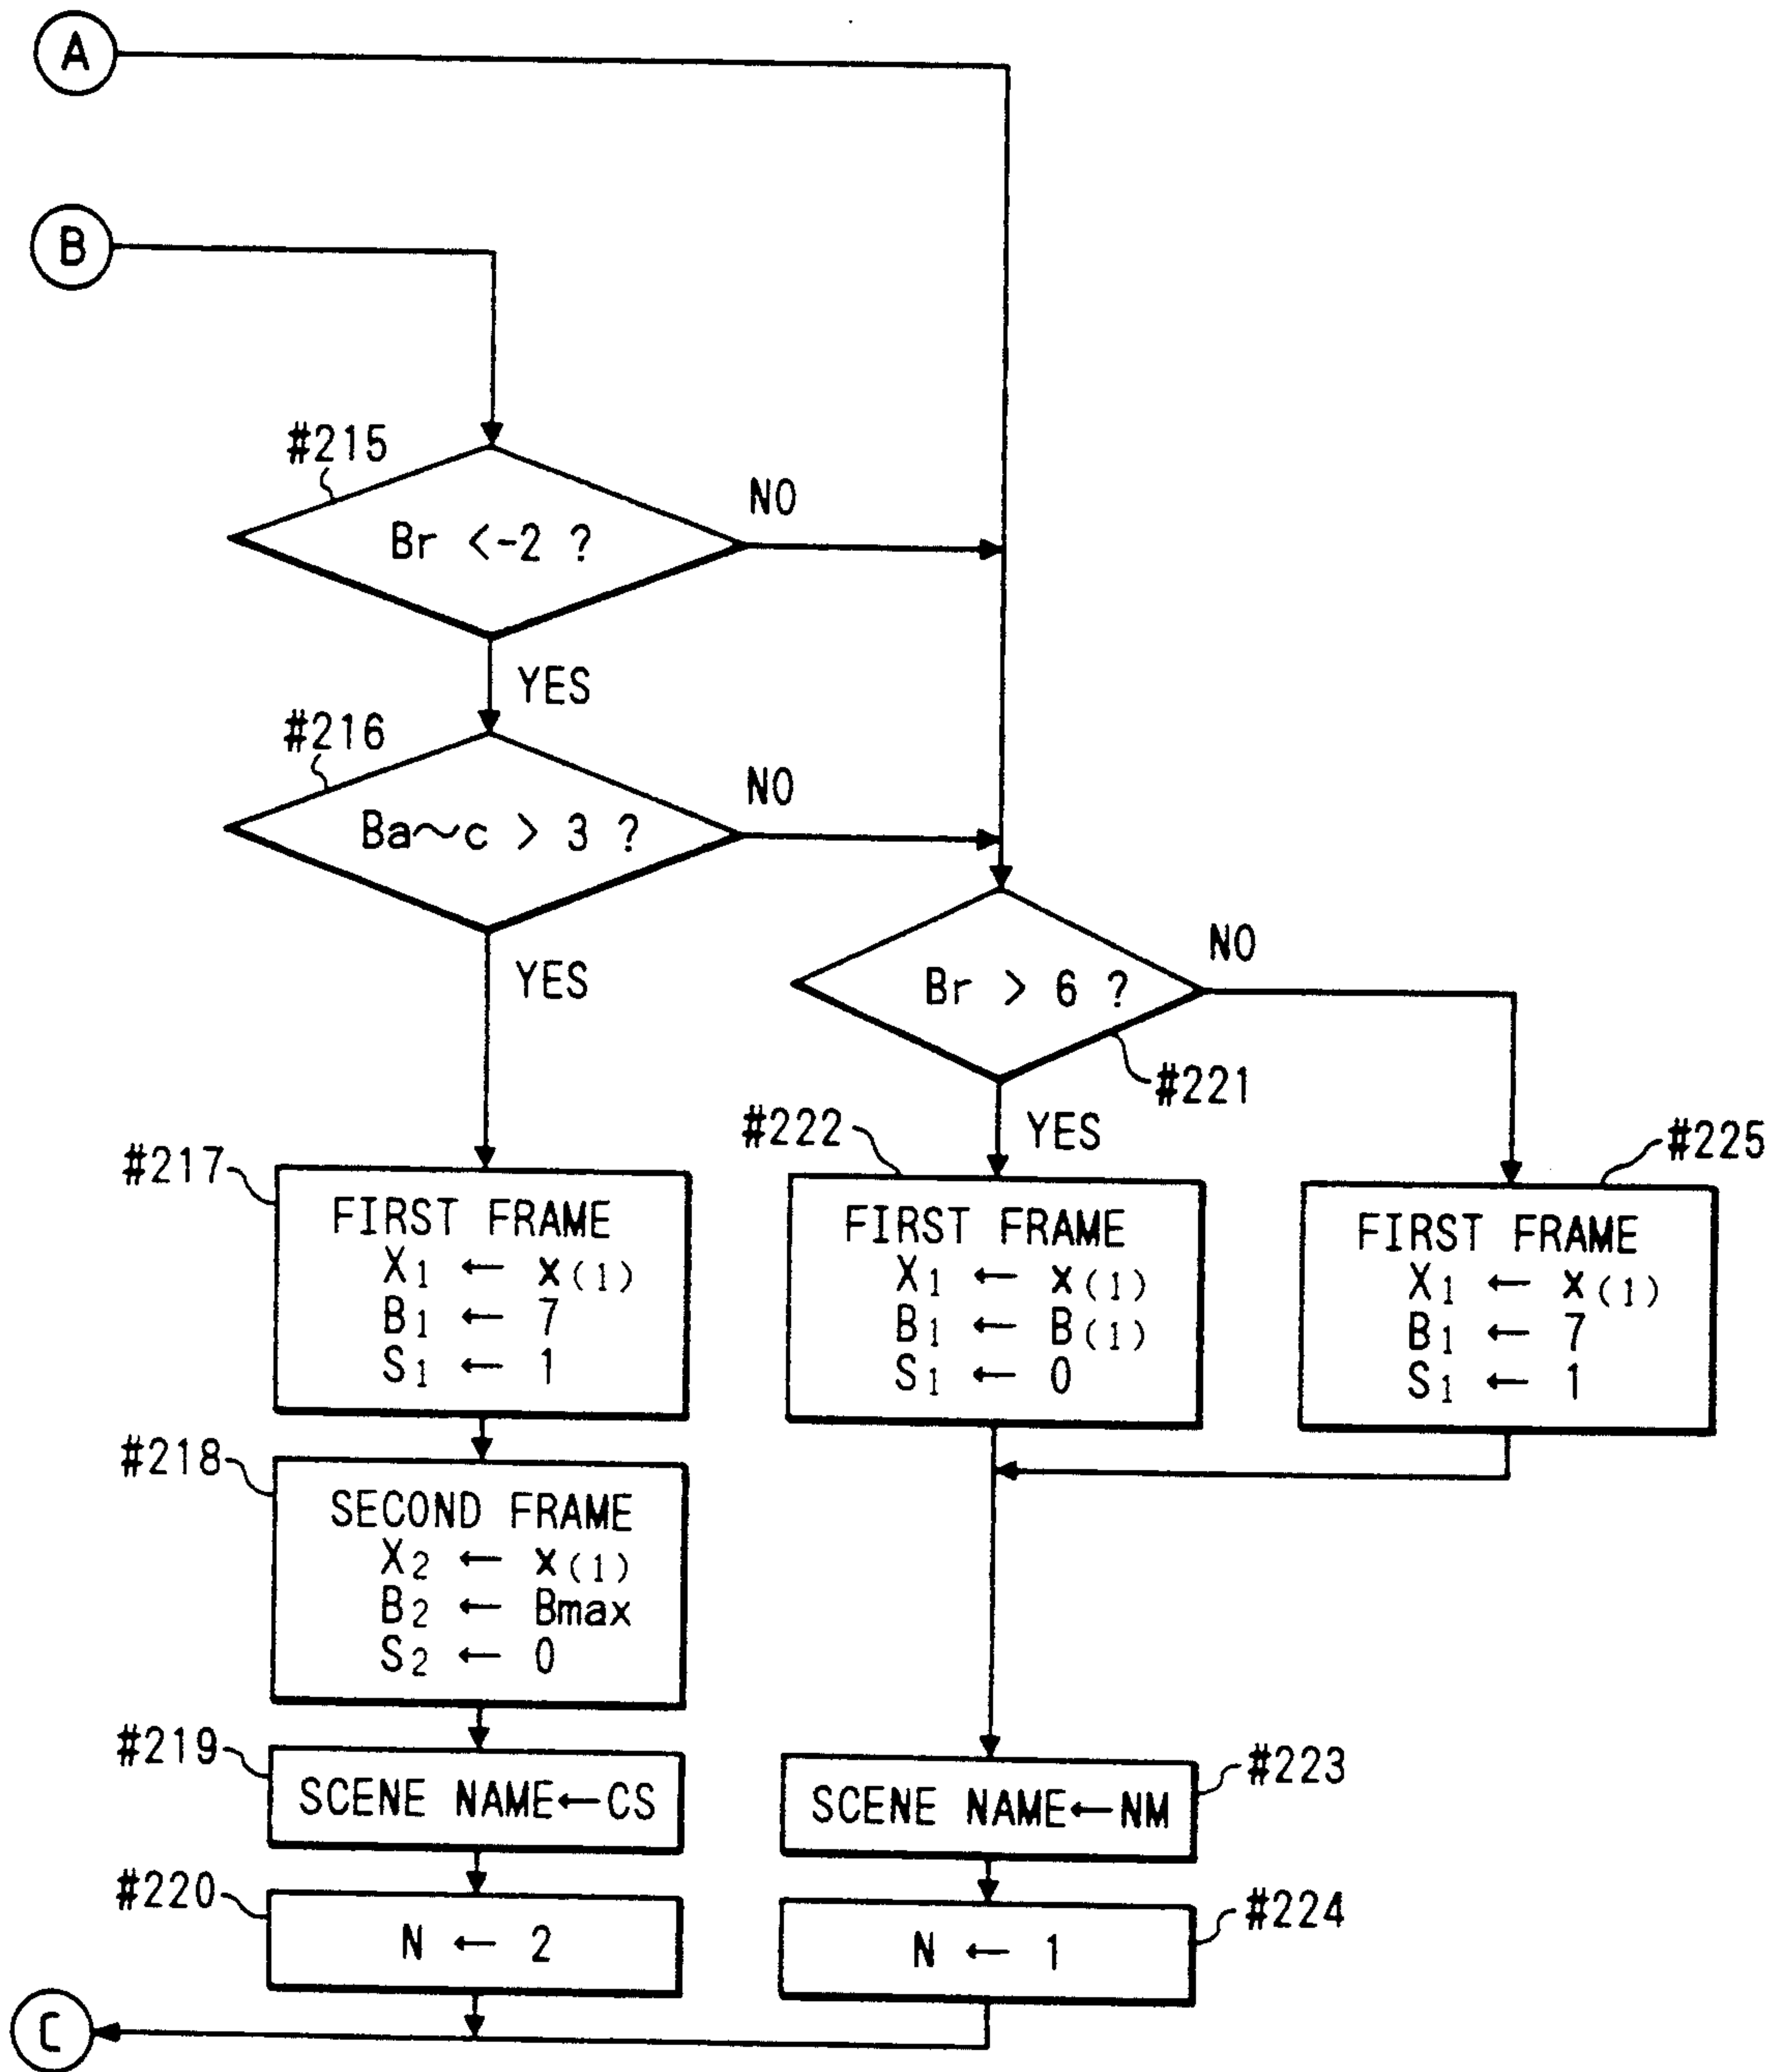 A
B
#215
Br <-2 ?
NO
YES
#216
Ba~c > 3 ?
NO
YES
Br > 6 ?
NO
#221
YES
#217
FIRST FRAME
X1 ← x(1)
B1 ← 7
S1 ← 1
#222
FIRST FRAME
X1 ← x(1)
B1 ← B(1)
S1 ← 0
#225
FIRST FRAME
X1 ← x(1)
B1 ← 7
S1 ← 1
#218
SECOND FRAME
X2 ← x(1)
B2 ← Bmax
S2 ← 0
#219
SCENE NAME←CS
#223
SCENE NAME←NM
#220
N ← 2
#224
N ← 1
C